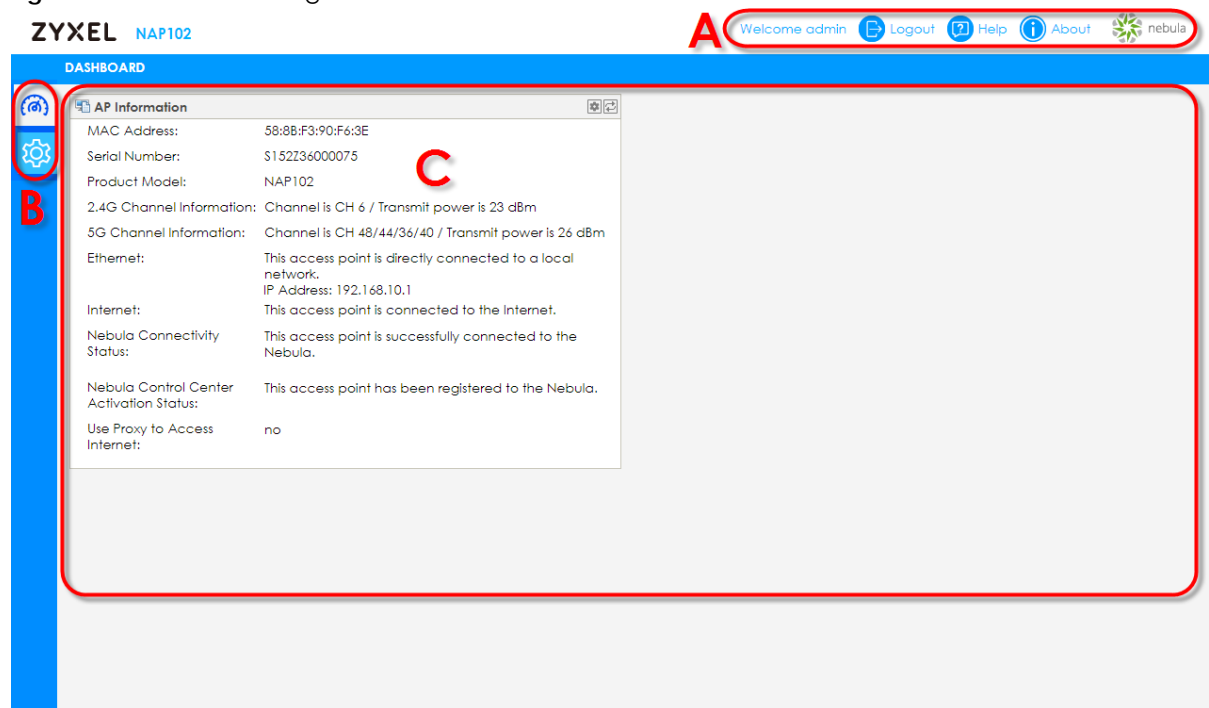 ZYXEL NAP102
A
Welcome admin Logout Help About nebula
DASHBOARD
B
C
AP Information
MAC Address: 58:8B:F3:90:F6:3E
Serial Number: S152Z36000075
Product Model: NAP102
2.4G Channel Information: Channel is CH 6 / Transmit power is 23 dBm
5G Channel Information: Channel is CH 48/44/36/40 / Transmit power is 26 dBm
Ethernet: This access point is directly connected to a local
network.
IP Address: 192.168.10.1
Internet: This access point is connected to the Internet.
Nebula Connectivity This access point is successfully connected to the
Status: Nebula.
Nebula Control Center This access point has been registered to the Nebula.
Activation Status:
Use Proxy to Access no
Internet: